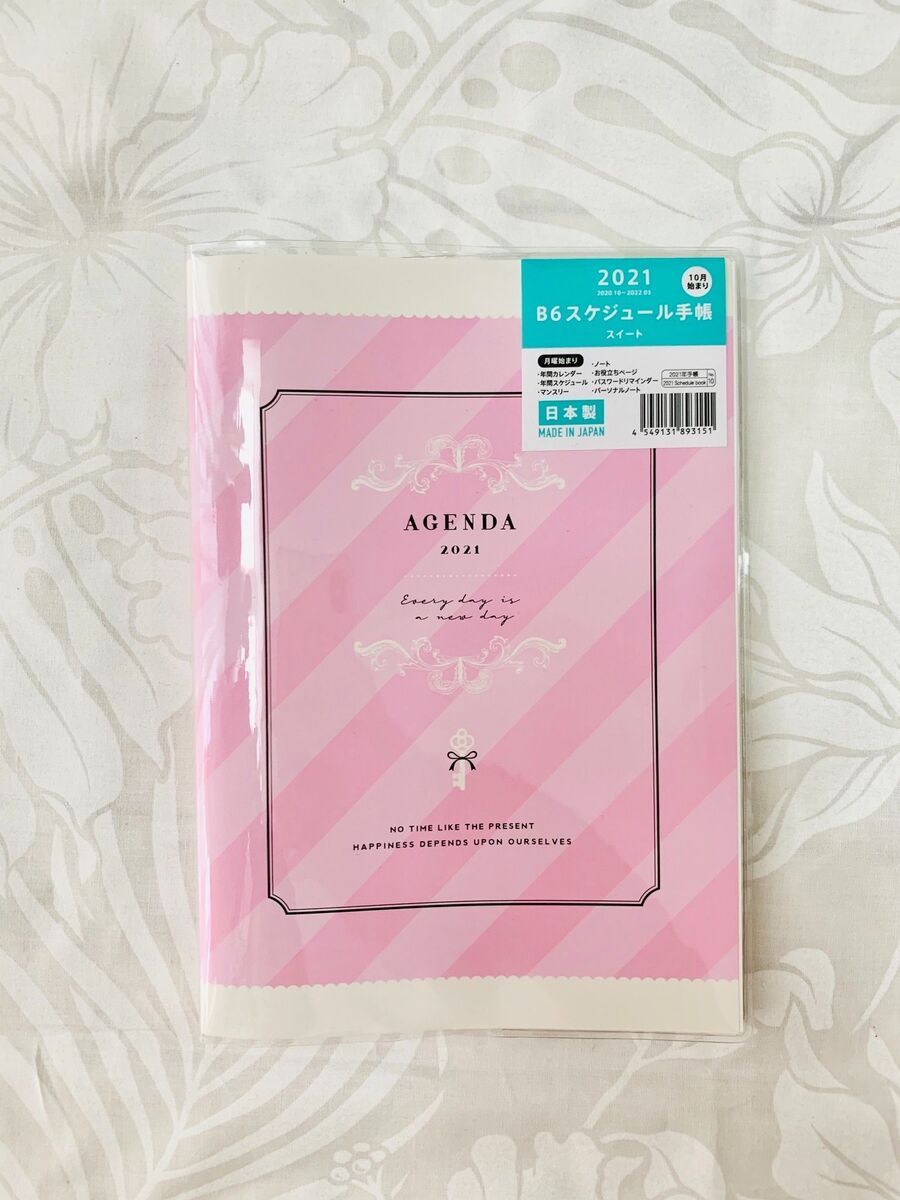 2021
2020.10-2022.03
10月
始まり
B6スケジュール手帳
スイート
月曜始まり
・年間カレンダー
・年間スケジュール
・マンスリー
・ノート
・お役立ちページ
・パスワードリマインダー
・パーソナルノート
2021年手帳
2021 Schedule book
No.
10
日本製
MADE IN JAPAN
4 549131 893151
AGENDA
2021
Every day is
a new day
NO TIME LIKE THE PRESENT
HAPPINESS DEPENDS UPON OURSELVES